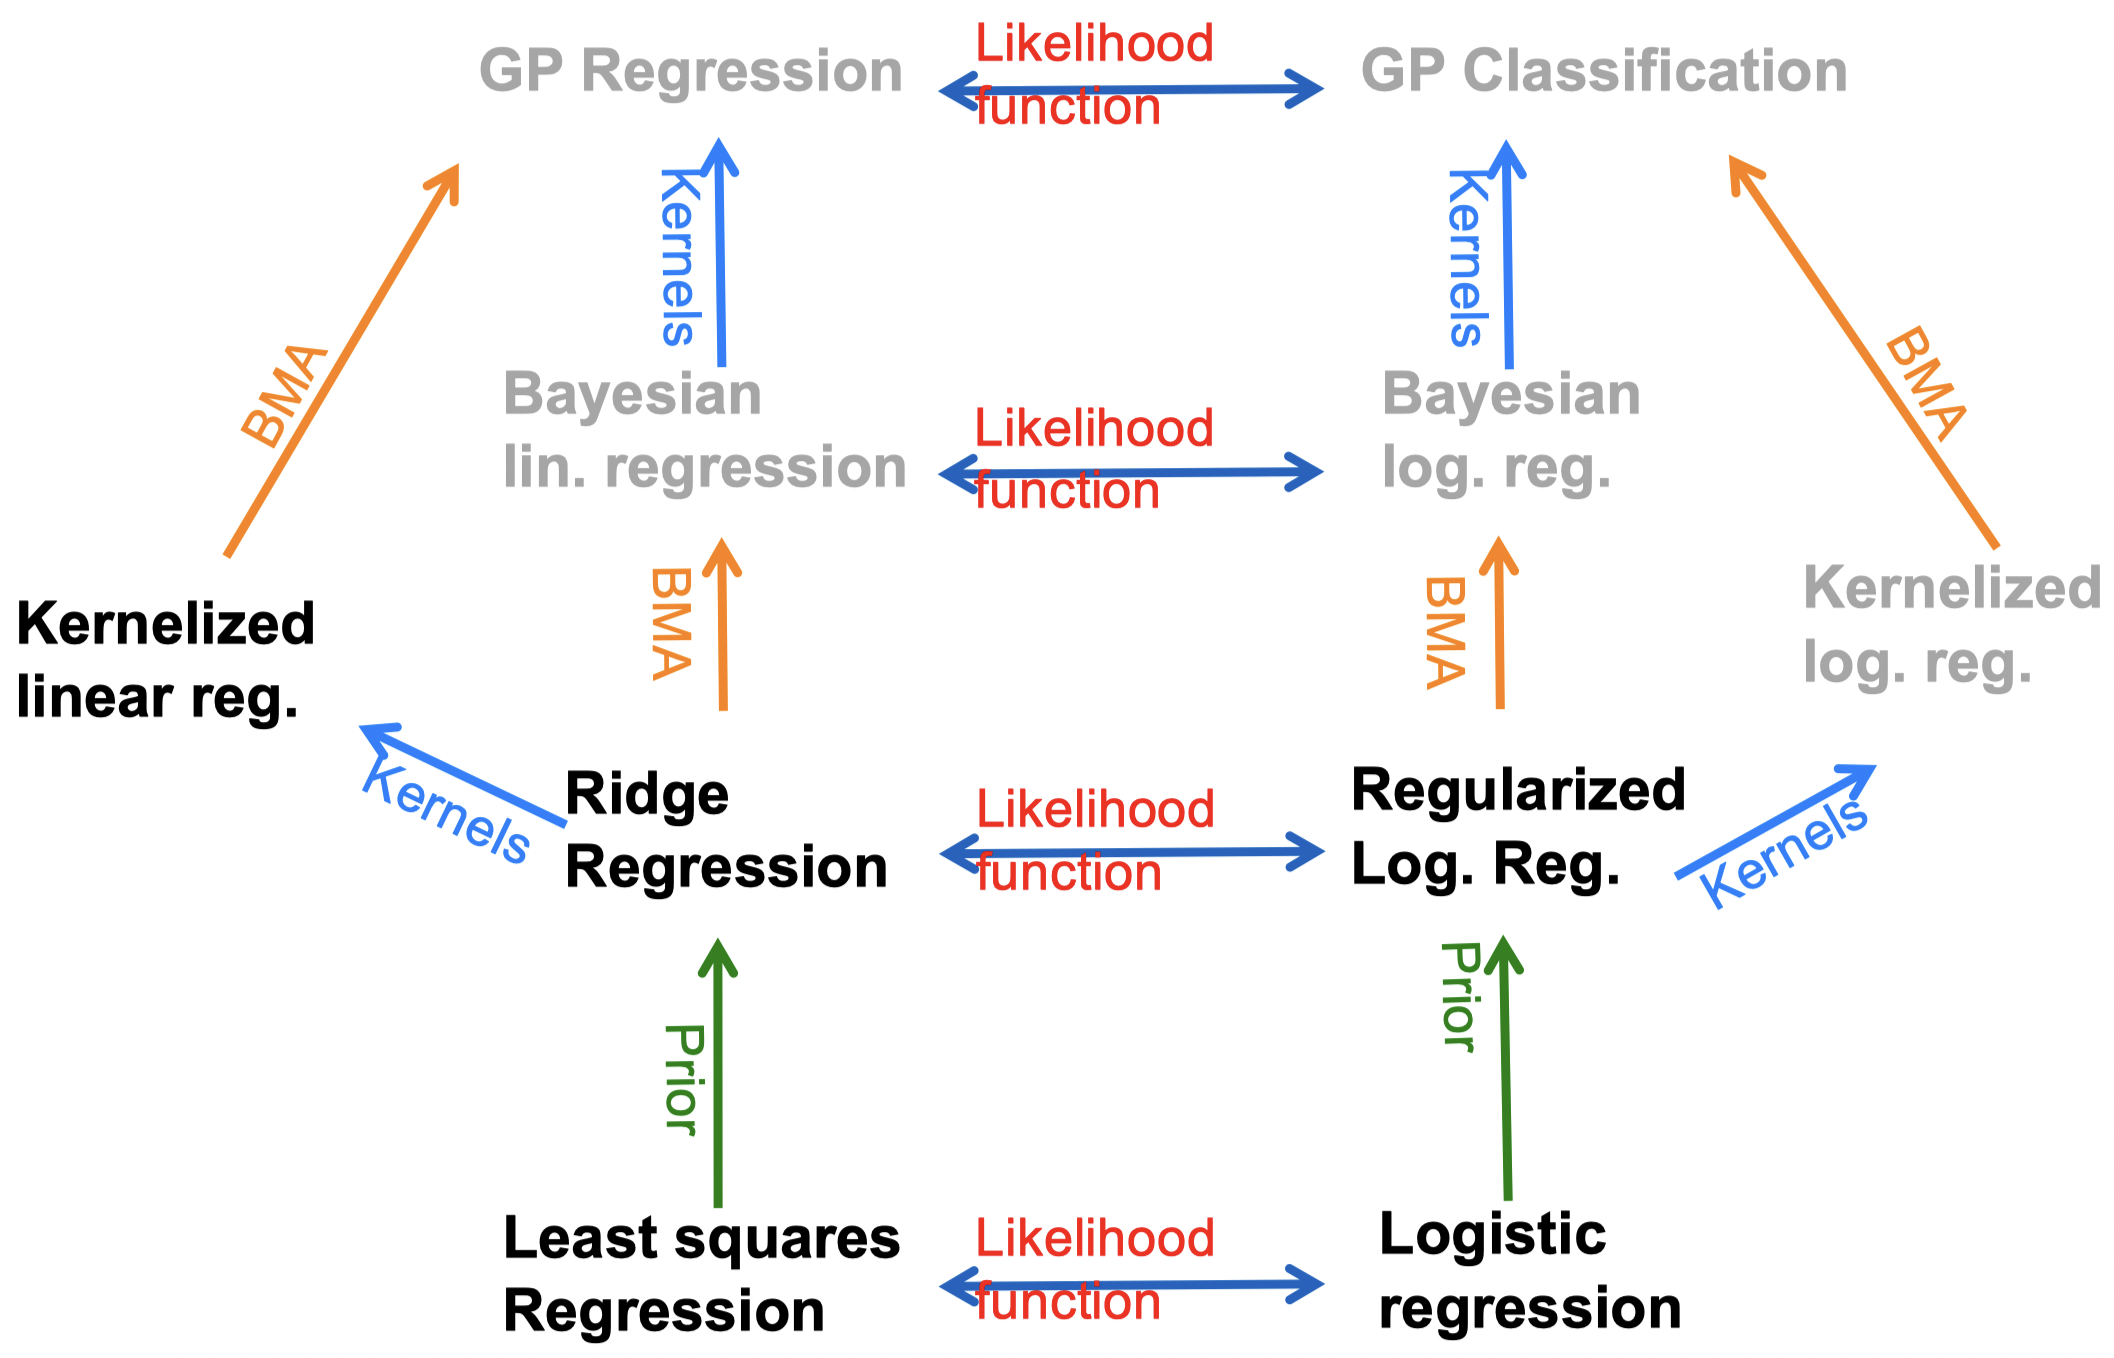 GP Regression
Likelihood
function
GP Classification
Kernels
Kernels
BMA
BMA
Bayesian
lin. regression
Likelihood
function
Bayesian
log. reg.
Kernelized
linear reg.
BMA
BMA
Kernelized
log. reg.
Kernels
Ridge
Regression
Likelihood
function
Regularized
Log. Reg.
Kernels
Prior
Prior
Least squares
Regression
Likelihood
function
Logistic
regression